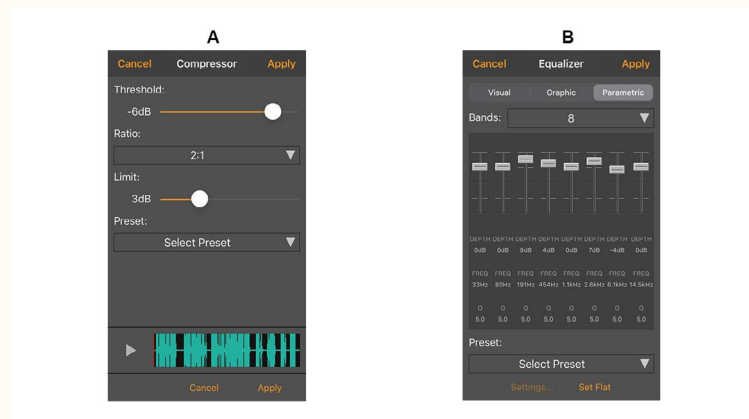 A
Cancel Compressor Apply
Threshold:
-6dB
Ratio:
2:1
Limit:
3dB
Preset:
Select Preset
Cancel Apply
B
Cancel Equalizer Apply
Visual Graphic Parametric
Bands: 8
DEPTH DEPTH DEPTH DEPTH DEPTH DEPTH DEPTH DEPTH
0dB 0dB 9dB 4dB 0dB 7dB -4dB 0dB
FREQ FREQ FREQ FREQ FREQ FREQ FREQ FREQ
33Hz 80Hz 191Hz 454Hz 1.1kHz 2.6kHz 6.1kHz 14.5kHz
Q Q Q Q Q Q Q Q
5.0 5.0 5.0 5.0 5.0 5.0 5.0 5.0
Preset:
Select Preset
Settings... Set Flat